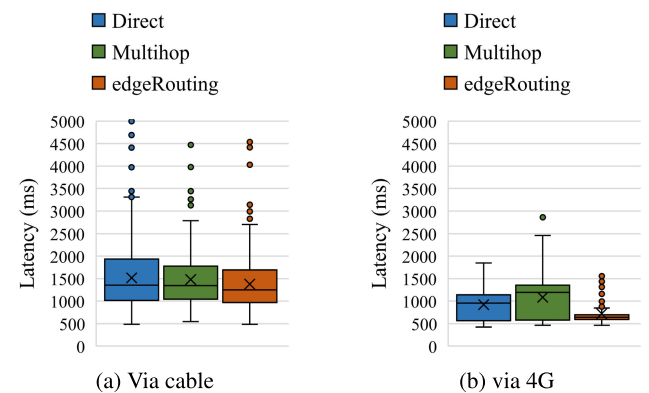 Direct
Multihop
edgeRouting
Latency (ms)
5000
4500
4000
3500
3000
2500
2000
1500
1000
500
0
(a) Via cable
Direct
Multihop
edgeRouting
Latency (ms)
5000
4500
4000
3500
3000
2500
2000
1500
1000
500
0
(b) via 4G